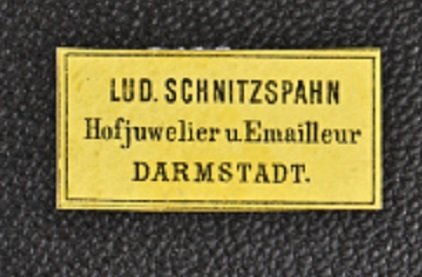 LUD. SCHNITZSPAHN
Hofjuwelier u. Emailleur
DARMSTADT.